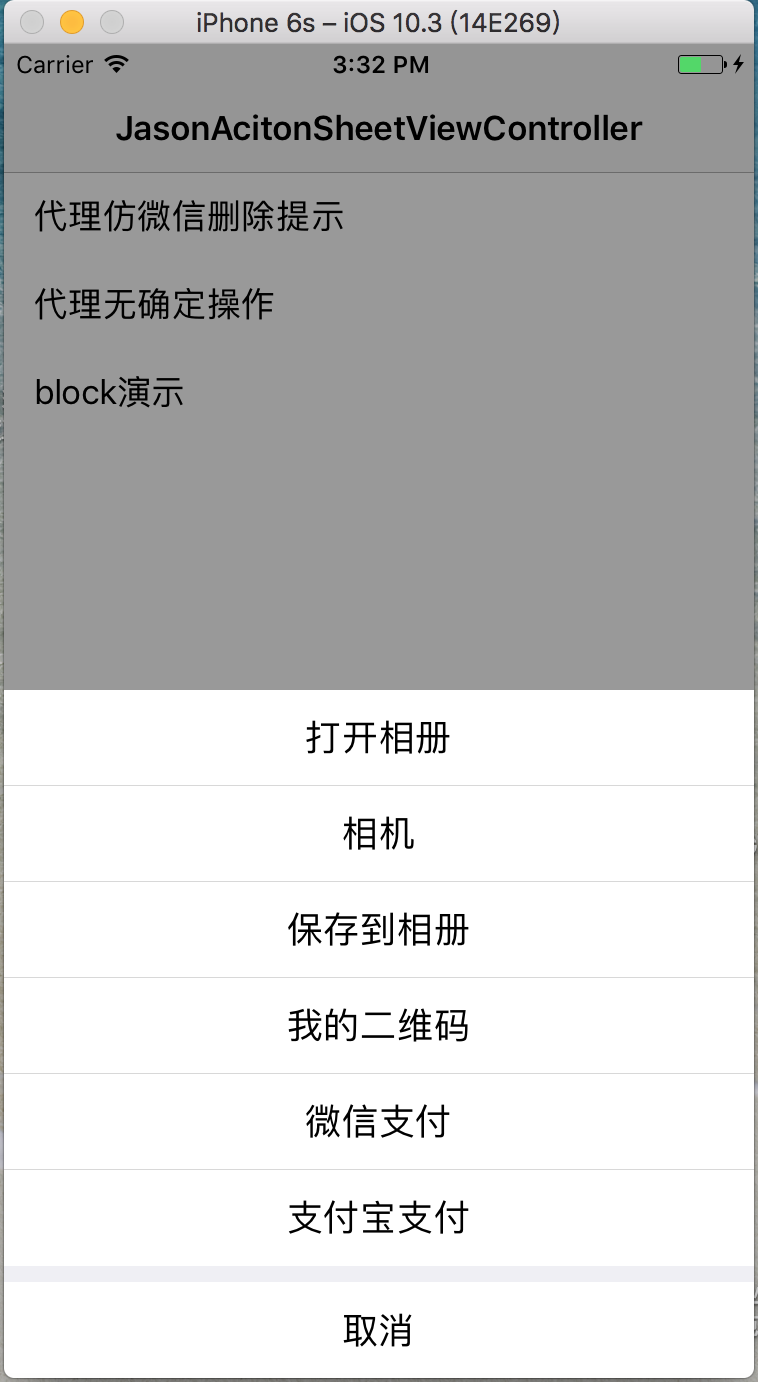 iPhone 6s – iOS 10.3 (14E269)
Carrier 3:32 PM
JasonAcitonSheetViewController
代理仿微信删除提示
代理无确定操作
block演示
打开相册
相机
保存到相册
我的二维码
微信支付
支付宝支付
取消